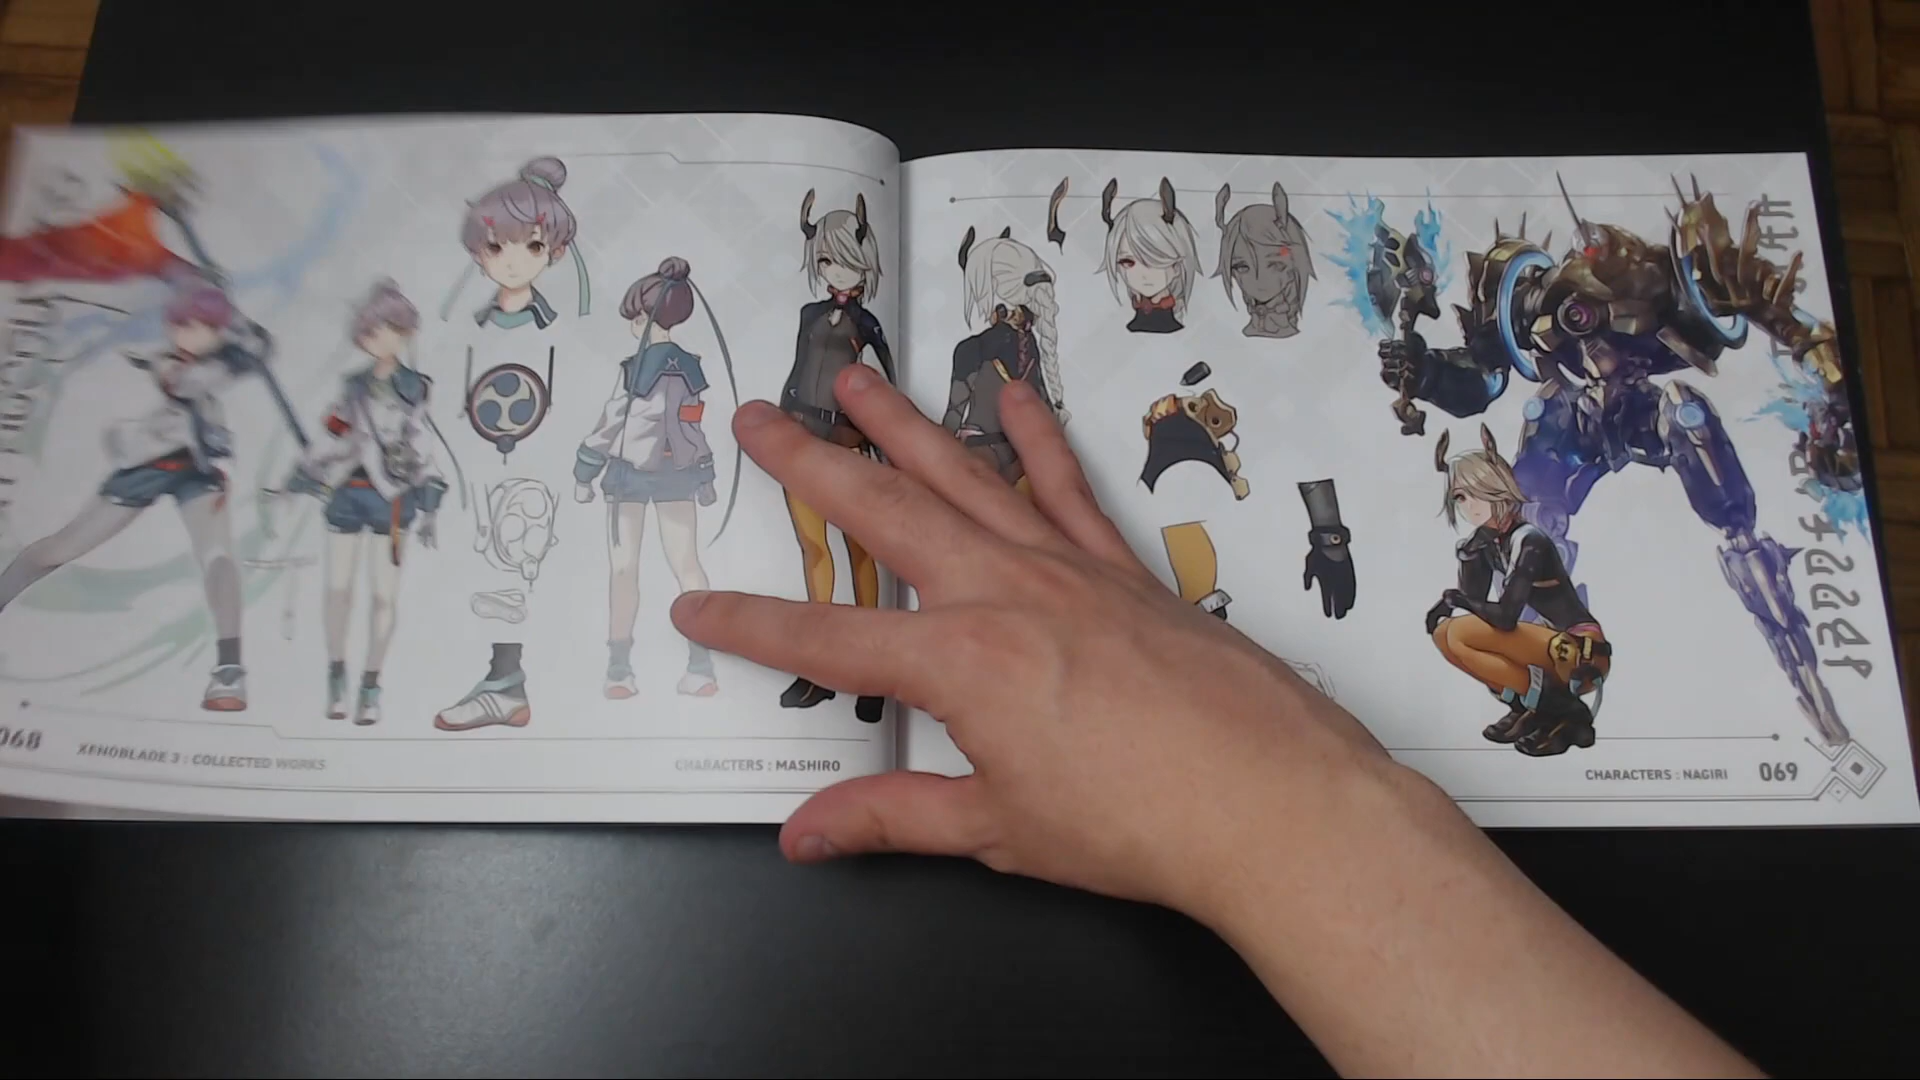 068
XENOBLADE 3 : COLLECTED WORKS
CHARACTERS : MASHIRO
CHARACTERS : NAGIRI
069